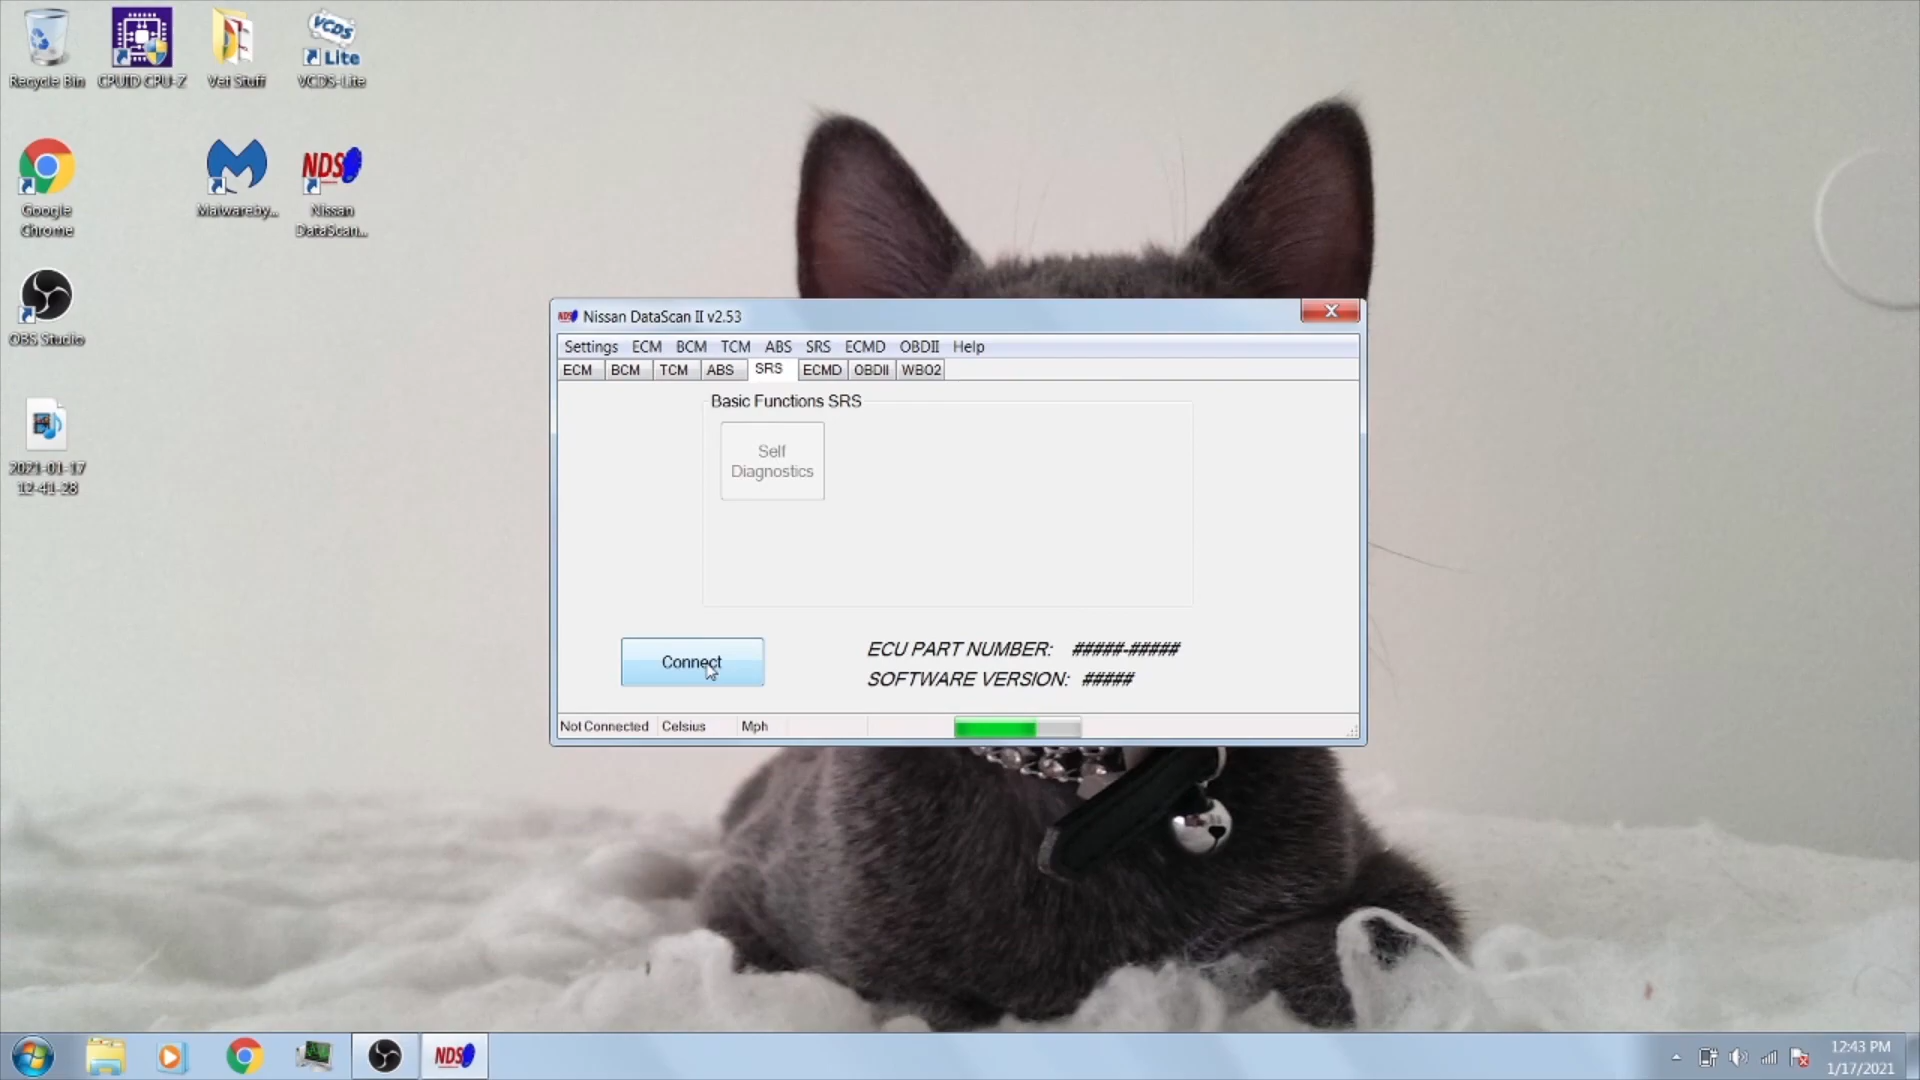 Recycle Bin
CPUID CPU-Z
Vet Stuff
VCDS
Lite
VCDS-Lite
Google
Chrome
Malwareby...
NDS
Nissan
DataScan...
OBS Studio
2021-01-17
12-41-28
NDS Nissan DataScan II v2.53
Settings ECM BCM TCM ABS SRS ECMD OBDII Help
ECM BCM TCM ABS SRS ECMD OBDII WBO2
Basic Functions SRS
Self
Diagnostics
Connect
ECU PART NUMBER: #####-#####
SOFTWARE VERSION: #####
Not Connected Celsius Mph
NDS
12:43 PM
1/17/2021